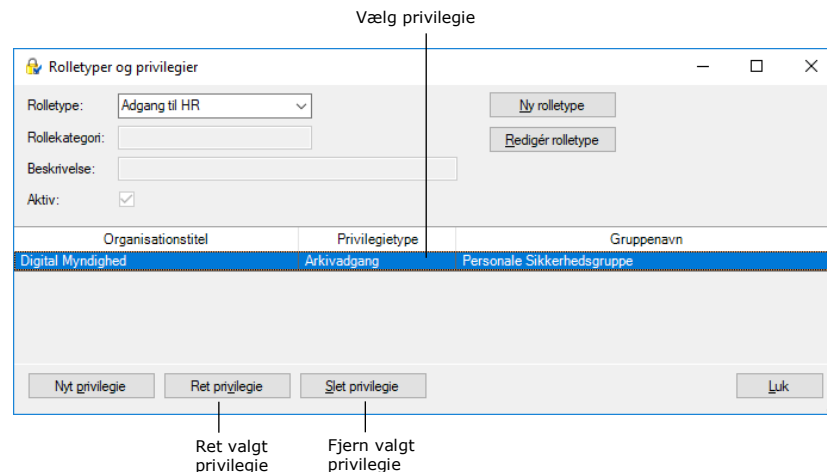 Vælg privilegie
Rolletyper og privilegier
Rolletype: Adgang til HR Ny rolletype
Rollekategori: Redigér rolletype
Beskrivelse:
Aktiv:
Organisationstitel Privilegietype Gruppenavn
Digital Myndighed Arkivadgang Personale Sikkerhedsgruppe
Nyt privilegie Ret privilegie Slet privilegie Luk
Ret valgt Fjern valgt
privilegie privilegie